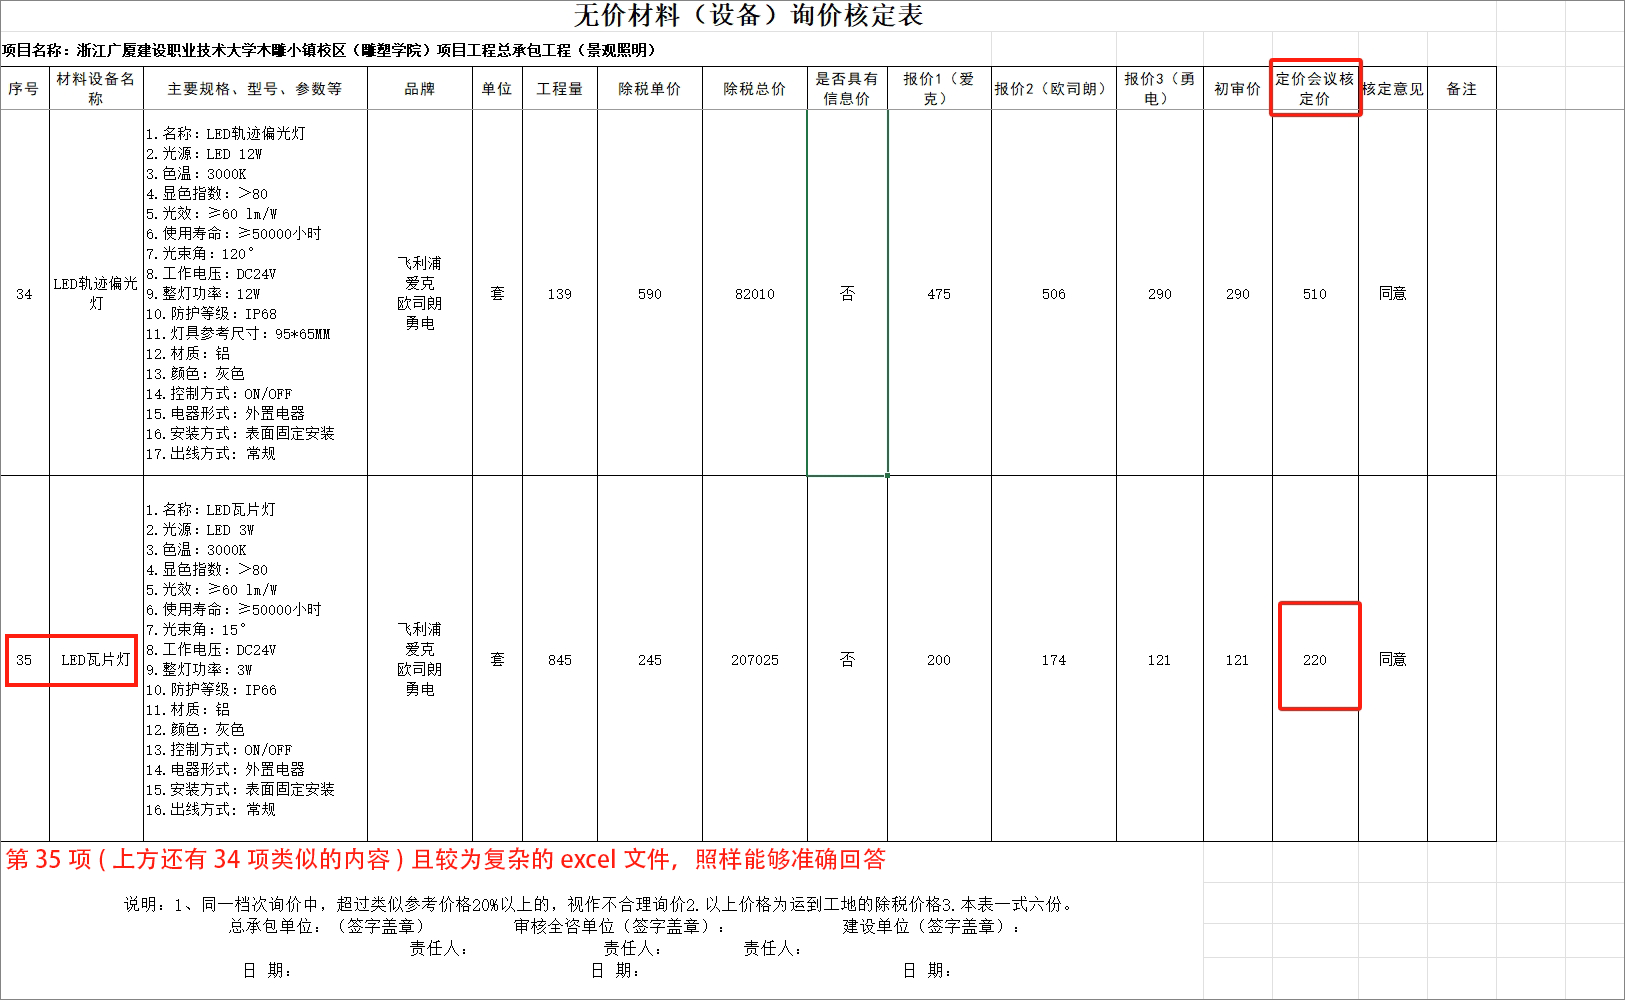 无价材料（设备）询价核定表
项目名称：浙江广厦建设职业技术大学木雕小镇校区（雕塑学院）项目工程总承包工程（景观照明）
序号
材料设备名
称
主要规格、型号、参数等
品牌
单位
工程量
除税单价
除税总价
是否具有
信息价
报价1（爱
克）
报价2（欧司朗）
报价3（勇
电）
初审价
定价会议核
定价
核定意见
备注
34
LED轨迹偏光
灯
1.名称：LED轨迹偏光灯
2.光源：LED 12W
3.色温：3000K
4.显色指数：＞80
5.光效：≥60 lm/W
6.使用寿命：≥50000小时
7.光束角：120°
8.工作电压：DC24V
9.整灯功率：12W
10.防护等级：IP68
11.灯具参考尺寸：95*65MM
12.材质：铝
13.颜色：灰色
14.控制方式：ON/OFF
15.电器形式：外置电器
16.安装方式：表面固定安装
17.出线方式：常规
飞利浦
爱克
欧司朗
勇电
套
139
590
82010
否
475
506
290
290
510
同意
35
LED瓦片灯
1.名称：LED瓦片灯
2.光源：LED 3W
3.色温：3000K
4.显色指数：＞80
5.光效：≥60 lm/W
6.使用寿命：≥50000小时
7.光束角：15°
8.工作电压：DC24V
9.整灯功率：3W
10.防护等级：IP66
11.材质：铝
12.颜色：灰色
13.控制方式：ON/OFF
14.电器形式：外置电器
15.安装方式：表面固定安装
16.出线方式：常规
飞利浦
爱克
欧司朗
勇电
套
845
245
207025
否
200
174
121
121
220
同意
第 35 项 ( 上方还有 34 项类似的内容 ) 且较为复杂的 excel 文件，照样能够准确回答
说明：1、同一档次询价中，超过类似参考价格20%以上的，视作不合理询价2.以上价格为运到工地的除税价格3.本表一式六份。
总承包单位：（签字盖章） 审核全咨单位（签字盖章）： 建设单位（签字盖章）：
责任人： 责任人： 责任人：
日 期： 日 期： 日 期：